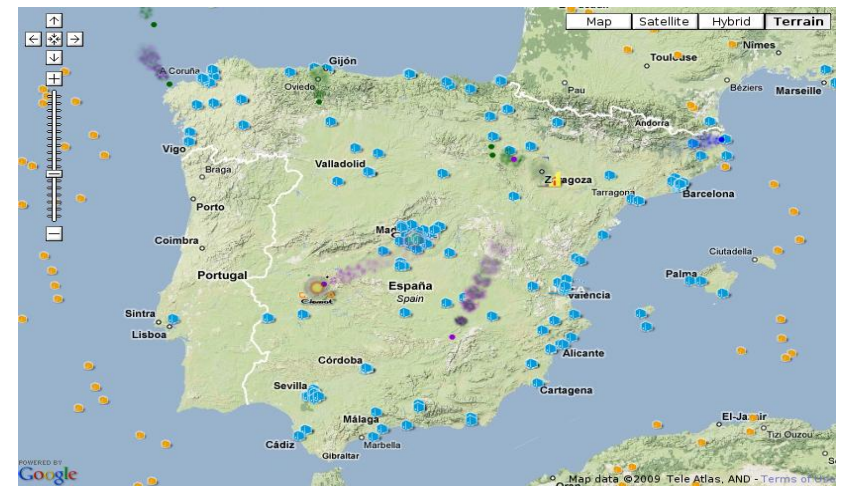 Map
Satellite
Hybrid
Terrain
Gijón
A Coruña
Oviedo
Toulouse
Nîmes
Pau
Béziers
Marseille
Andorra
Vigo
Braga
Valladolid
Zaragoza
Tarragona
Barcelona
Porto
Coimbra
Portugal
España
Spain
Ciutadella
Palma
Valencia
Sintra
Lisboa
Córdoba
Alicante
Sevilla
Cartagena
Málaga
Cádiz
Marbella
Gibraltar
Tizi Ouzou
POWERED BY
Google
Map data ©2009 Tele Atlas, AND - Terms of Use